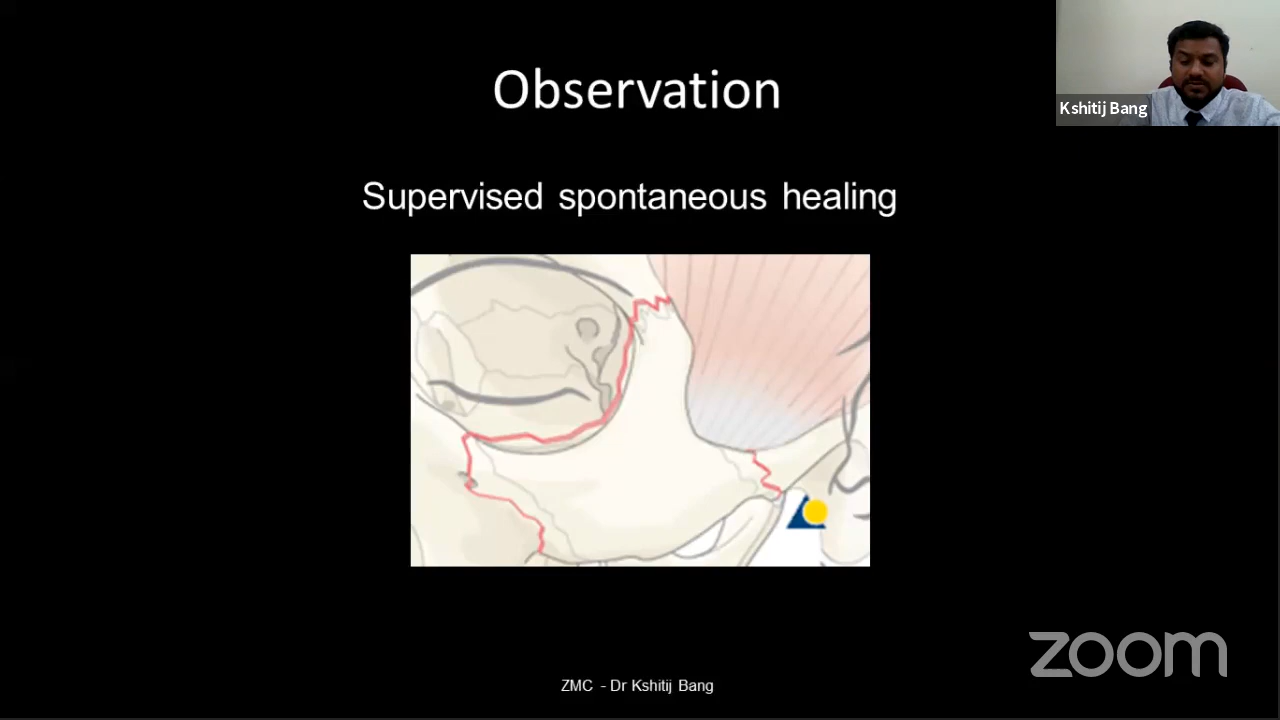 Observation
Kshitij Bang
Supervised spontaneous healing
zoom
ZMC - Dr Kshitij Bang